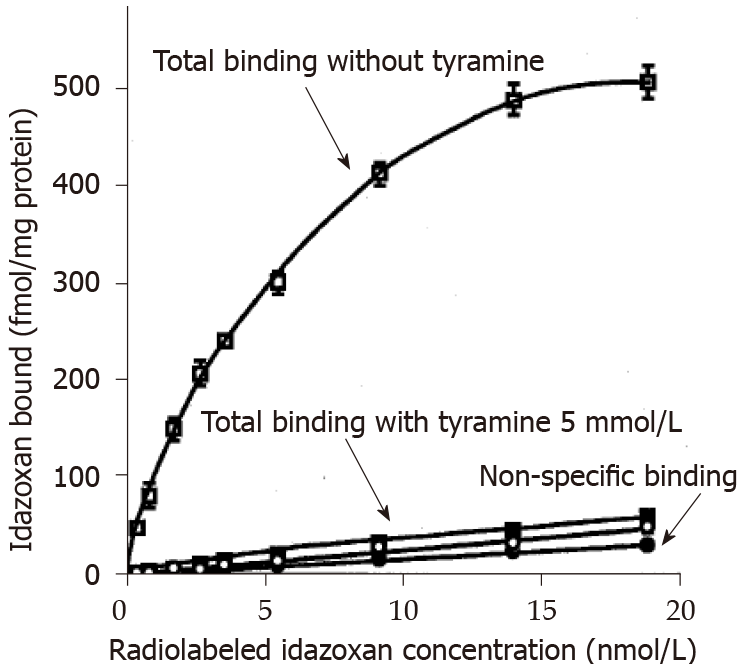 Total binding without tyramine
500
400
300
200
100
0
Total binding with tyramine 5 mmol/L
Non-specific binding
0 5 10 15 20
Idazoxan bound (fmol/mg protein)
Radiolabeled idazoxan concentration (nmol/L)